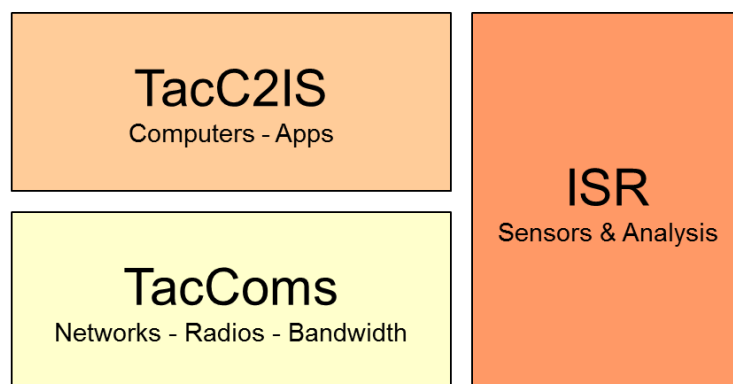 TacC2IS
Computers - Apps
TacComs
Networks - Radios - Bandwidth
ISR
Sensors & Analysis